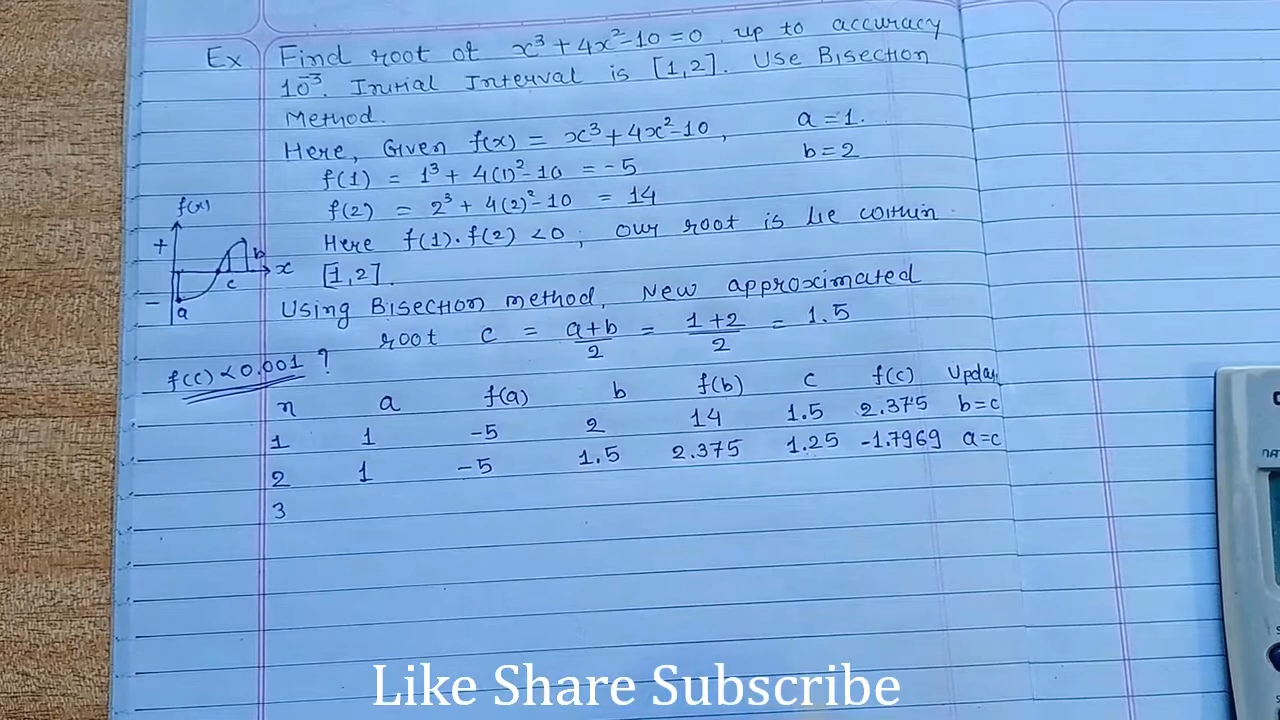 Ex Find root of x³ + 4x² - 10 = 0 up to accuracy
10⁻³. Initial Interval is [1,2]. Use Bisection
Method.
Here, Given f(x) = x³ + 4x² - 10, a = 1.
b = 2
f(1) = 1³ + 4(1)² - 10 = -5
f(2) = 2³ + 4(2)² - 10 = 14
Here f(1).f(2) < 0, our root is lie within
[1,2].
f(x)
+
-
a
b
c
x
Using Bisection method, New approximated
root c = a+b/2 = 1+2/2 = 1.5
f(c) < 0.001 ?
n a f(a) b f(b) c f(c) Updat
1 1 -5 2 14 1.5 2.375 b=c
2 1 -5 1.5 2.375 1.25 -1.7969 a=c
3
Like Share Subscribe